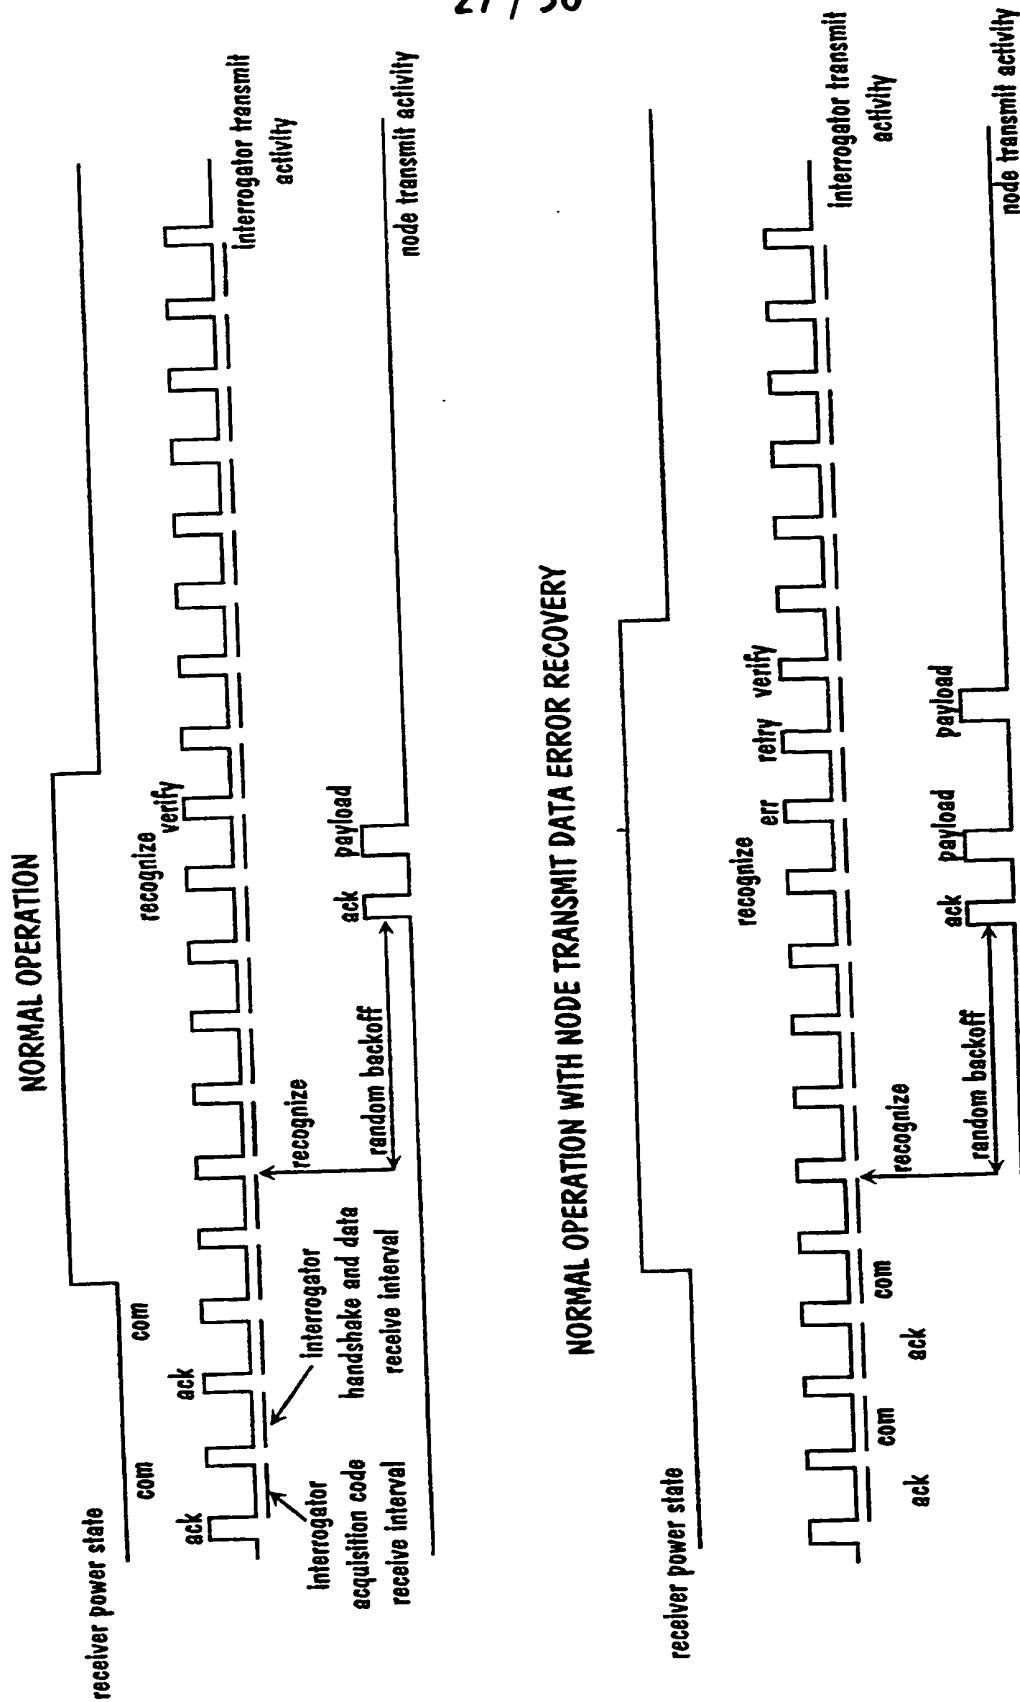 27 / 36
NORMAL OPERATION
receiver power state
com
com
ack
ack
recognize
verify
interrogator transmit
activity
interrogator
acquisition code
receive interval
interrogator
handshake and data
receive interval
recognize
random backoff
ack
payload
node transmit activity
NORMAL OPERATION WITH NODE TRANSMIT DATA ERROR RECOVERY
receiver power state
recognize
err
retry
verify
interrogator transmit
activity
ack
com
ack
com
recognize
random backoff
ack
payload
payload
node transmit activity